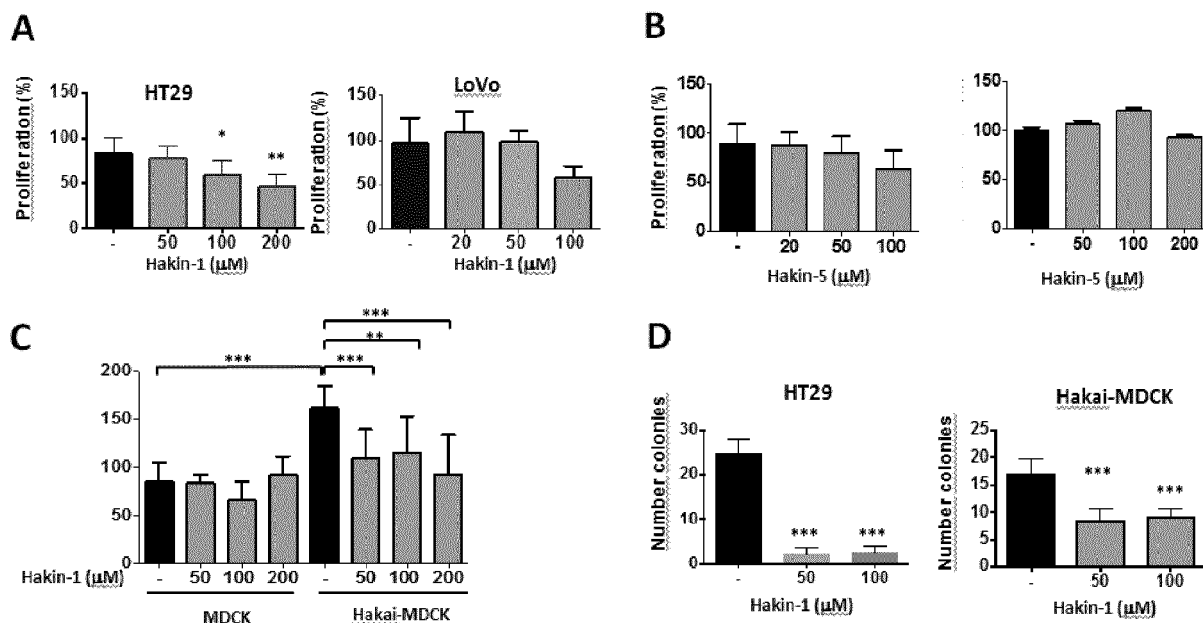 A
B
HT29
LoVo
Proliferation (%)
150
100
50
0
*
**
- 50 100 200
Hakin-1 (µM)
Proliferation (%)
150
100
50
0
- 20 50 100
Hakin-1 (µM)
Proliferation (%)
150
100
50
0
- 20 50 100
Hakin-5 (µM)
150
100
50
- 50 100 200
Hakin-5 (µM)
C
***
**
*** ***
200
150
100
50
0
Hakin-1 (µM) - 50 100 200 - 50 100 200
MDCK Hakai-MDCK
D
HT29
Number colonies
30
20
10
0
*** ***
- 50 100
Hakin-1 (µM)
Hakai-MDCK
Number colonies
25
20
15
10
5
0
*** ***
- 50 100
Hakin-1 (µM)